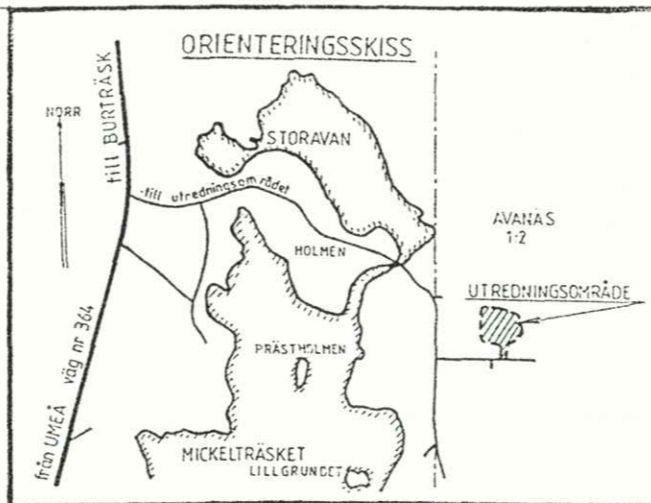 ORIENTERINGSSKISS
NORR
till BURTRÄSK
STORAVAN
till utredningsområdet
AVANÄS
1:2
HOLMEN
UTREDNINGSOMRÅDE
PRÄSTHOLMEN
från UMEÅ väg nr 364
MICKELTRÄSKET
LILLGRUNDET